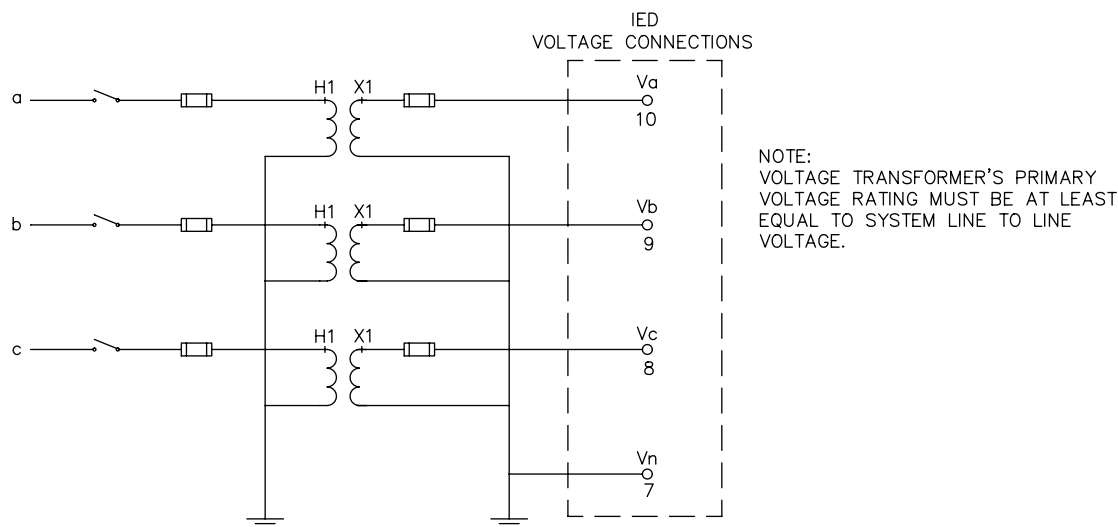 IED
VOLTAGE CONNECTIONS
a
H1 X1
Va
10
NOTE:
VOLTAGE TRANSFORMER'S PRIMARY
VOLTAGE RATING MUST BE AT LEAST
EQUAL TO SYSTEM LINE TO LINE
VOLTAGE.
b
H1 X1
Vb
9
c
H1 X1
Vc
8
Vn
7